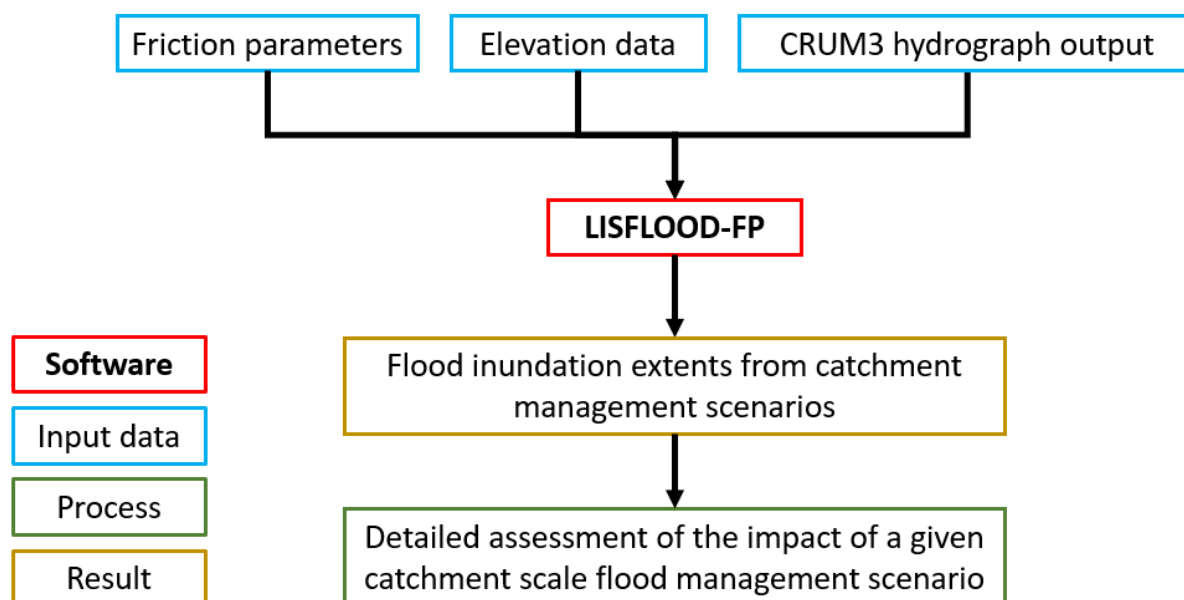 Friction parameters
Elevation data
CRUM3 hydrograph output
LISFLOOD-FP
Flood inundation extents from catchment
management scenarios
Detailed assessment of the impact of a given
catchment scale flood management scenario
Software
Input data
Process
Result